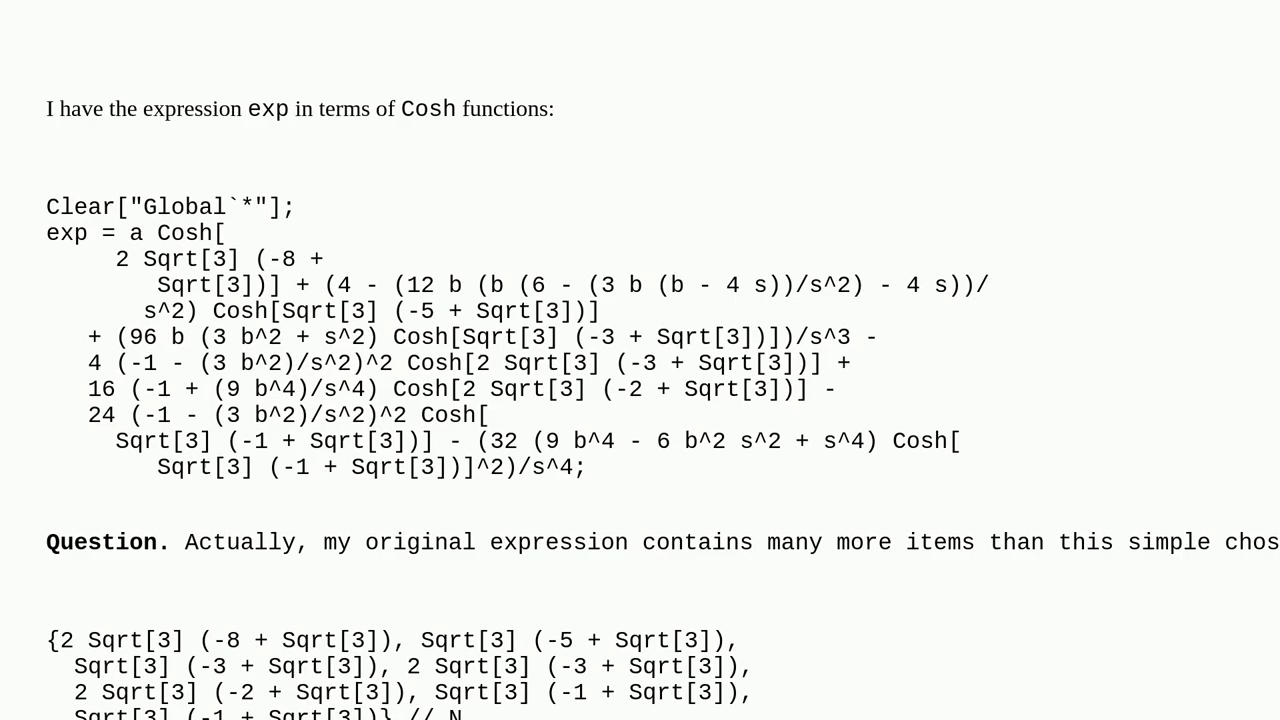 I have the expression exp in terms of Cosh functions:
Clear["Global`*"];
exp = a Cosh[
     2 Sqrt[3] (-8 +
        Sqrt[3])] + (4 - (12 b (b (6 - (3 b (b - 4 s))/s^2) - 4 s))/
       s^2) Cosh[Sqrt[3] (-5 + Sqrt[3])]
   + (96 b (3 b^2 + s^2) Cosh[Sqrt[3] (-3 + Sqrt[3])])/s^3 -
   4 (-1 - (3 b^2)/s^2)^2 Cosh[2 Sqrt[3] (-3 + Sqrt[3])] +
   16 (-1 + (9 b^4)/s^4) Cosh[2 Sqrt[3] (-2 + Sqrt[3])] -
   24 (-1 - (3 b^2)/s^2)^2 Cosh[
     Sqrt[3] (-1 + Sqrt[3])] - (32 (9 b^4 - 6 b^2 s^2 + s^4) Cosh[
        Sqrt[3] (-1 + Sqrt[3])]^2)/s^4;
Question. Actually, my original expression contains many more items than this simple chos
{2 Sqrt[3] (-8 + Sqrt[3]), Sqrt[3] (-5 + Sqrt[3]),
  Sqrt[3] (-3 + Sqrt[3]), 2 Sqrt[3] (-3 + Sqrt[3]),
  2 Sqrt[3] (-2 + Sqrt[3]), Sqrt[3] (-1 + Sqrt[3]),
  Sqrt[3] (-1 + Sqrt[3])} // N